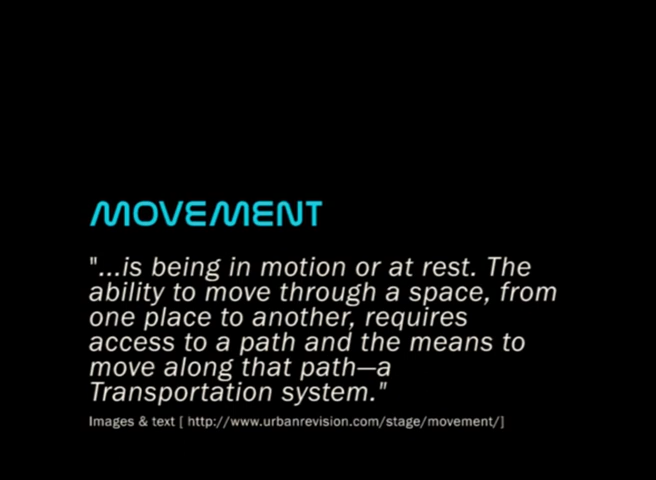 MOVEMENT
"...is being in motion or at rest. The
ability to move through a space, from
one place to another, requires
access to a path and the means to
move along that path—a
Transportation system."
Images & text [ http://www.urbanrevision.com/stage/movement/]